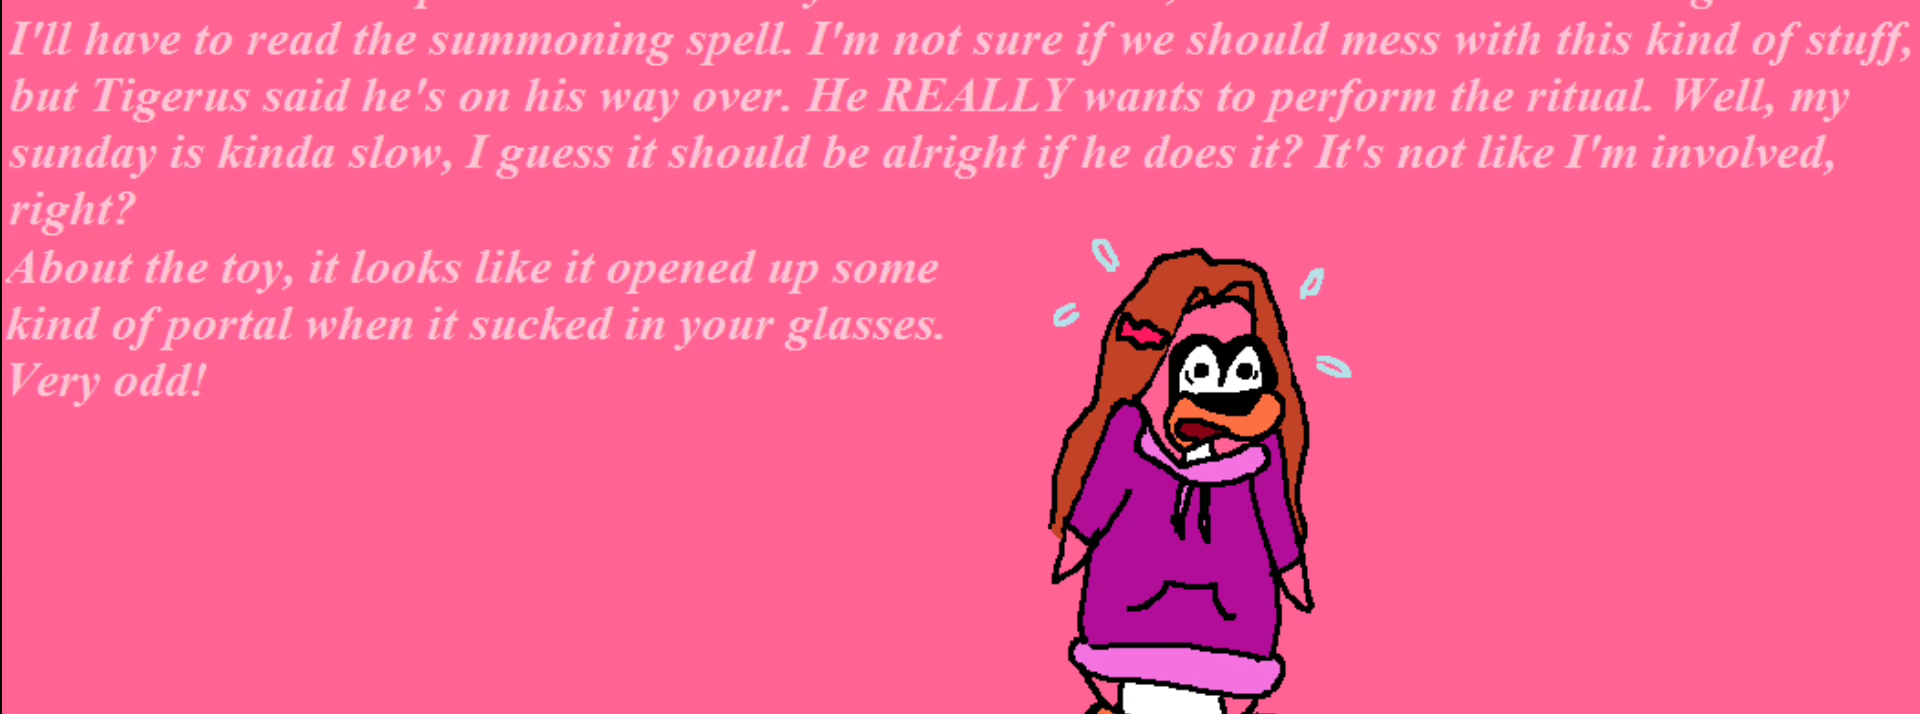 I'll have to read the summoning spell. I'm not sure if we should mess with this kind of stuff,
but Tigerus said he's on his way over. He REALLY wants to perform the ritual. Well, my
sunday is kinda slow, I guess it should be alright if he does it? It's not like I'm involved,
right?
About the toy, it looks like it opened up some
kind of portal when it sucked in your glasses.
Very odd!